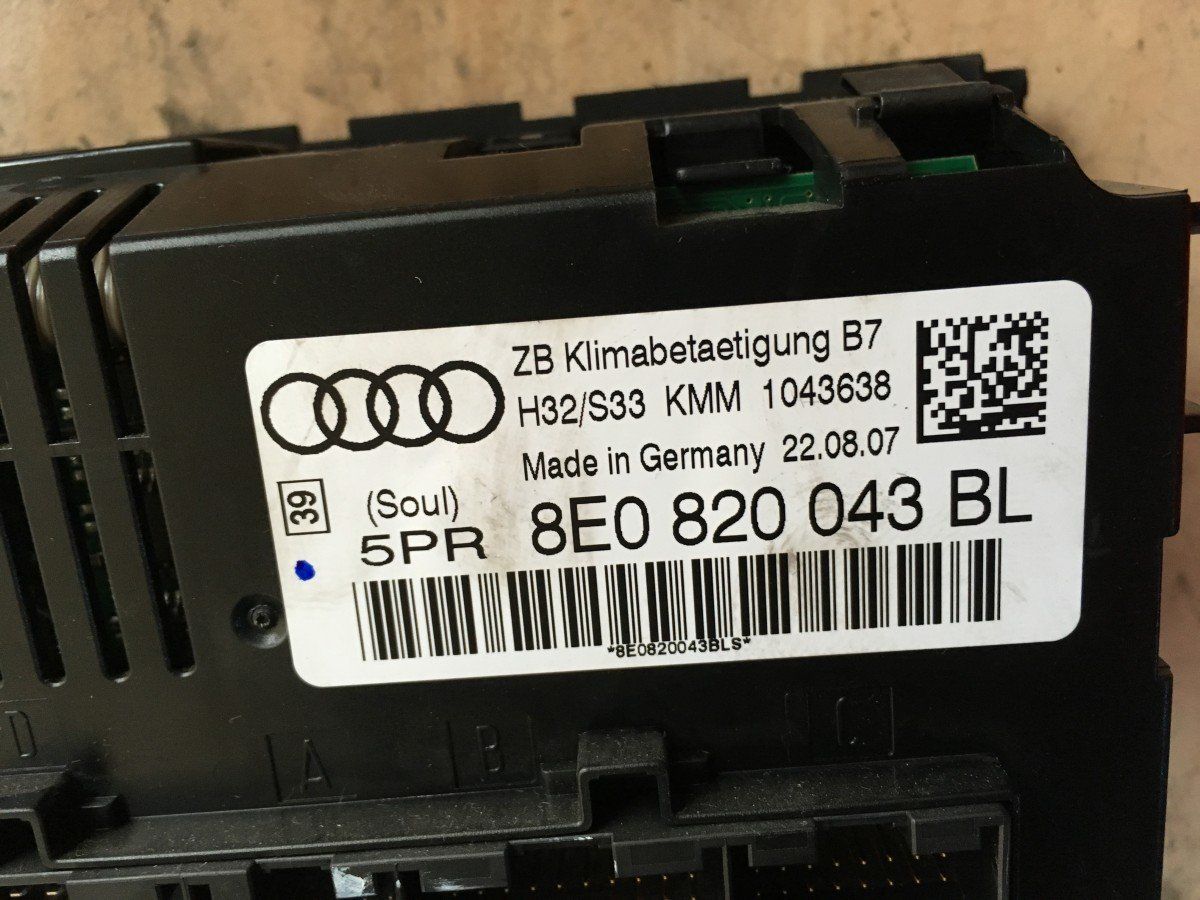 ZB Klimabetaetigung B7
H32/S33 KMM 1043638
Made in Germany 22.08.07
39
(Soul)
5PR 8E0 820 043 BL
*8E0820043BLS*
D
A
B
C